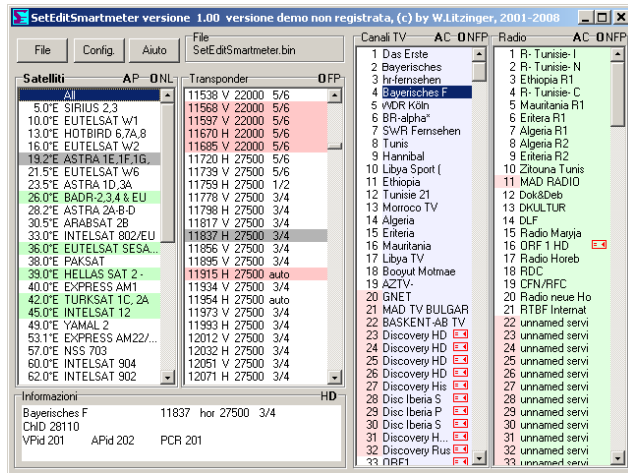 SetEditSmartmeter versione 1.00 versione demo non registrata, (c) by W.Litzinger, 2001-2008
File Config. Aiuto
File
SetEditSmartmeter.bin
Satelliti AP-ONL
All
5.0°E SIRIUS 2,3
10.0°E EUTELSAT W1
13.0°E HOTBIRD 6,7A,8
16.0°E EUTELSAT W2
19.2°E ASTRA 1E,1F,1G,
21.5°E EUTELSAT W6
23.5°E ASTRA 1D,3A
26.0°E BADR-2,3,4 & EU
28.2°E ASTRA 2A-B-D
30.5°E ARABSAT 2B
33.0°E INTELSAT 802/EU
36.0°E EUTELSAT SESA...
38.0°E PAKSAT
39.0°E HELLAS SAT 2 -
40.0°E EXPRESS AM1
42.0°E TURKSAT 1C, 2A
45.0°E INTELSAT 12
49.0°E YAMAL 2
53.1°E EXPRESS AM22/...
57.0°E NSS 703
60.0°E INTELSAT 904
62.0°E INTELSAT 902
Transponder OFP
11538 V 22000 5/6
11568 V 22000 5/6
11597 V 22000 5/6
11670 H 22000 5/6
11685 V 22000 5/6
11720 H 27500 5/6
11739 V 27500 5/6
11759 H 27500 1/2
11778 V 27500 3/4
11798 H 27500 3/4
11817 V 27500 3/4
11837 H 27500 3/4
11856 V 27500 3/4
11895 V 27500 3/4
11915 H 27500 auto
11934 V 27500 3/4
11954 H 27500 auto
11973 V 27500 3/4
11993 H 27500 3/4
12012 V 27500 3/4
12032 H 27500 3/4
12051 V 27500 3/4
12071 H 27500 3/4
Canali TV AC-ONFP
1 Das Erste
2 Bayerisches
3 hr-fernsehen
4 Bayerisches F
5 WDR Köln
6 BR-alpha*
7 SWR Fernsehen
8 Tunis
9 Hannibal
10 Libya Sport (
11 Ethiopia
12 Tunisie 21
13 Morroco TV
14 Algeria
15 Eriteria
16 Mauritania
17 Libya TV
18 Booyut Motmae
19 AZTV-
20 GNET
21 MAD TV BULGAR
22 BASKENT-AB TV
23 Discovery HD
24 Discovery HD
25 Discovery HD
26 Discovery HD
27 Discovery His
28 Disc Iberia S
29 Disc Iberia P
30 Disc Iberia S
31 Discovery H...
32 Discovery Rus
33 ORF1
Radio AC-ONFP
1 R- Tunisie- I
2 R- Tunisie- N
3 Ethiopia R1
4 R- Tunisie- C
5 Mauritania R1
6 Eritera R1
7 Algeria R1
8 Algeria R2
9 Eriteria R2
10 Zitouna Tunis
11 MAD RADIO
12 Dok&Deb
13 DKULTUR
14 DLF
15 Radio Maryja
16 ORF 1 HD
17 Radio Horeb
18 RDC
19 CFN/RFC
20 Radio neue Ho
21 RTBF Internat
22 unnamed servi
23 unnamed servi
24 unnamed servi
25 unnamed servi
26 unnamed servi
27 unnamed servi
28 unnamed servi
29 unnamed servi
30 unnamed servi
31 unnamed servi
32 unnamed servi
33 unnamed servi
Informazioni HD-
Bayerisches F 11837 hor 27500 3/4
ChID 28110
VPid 201 APid 202 PCR 201